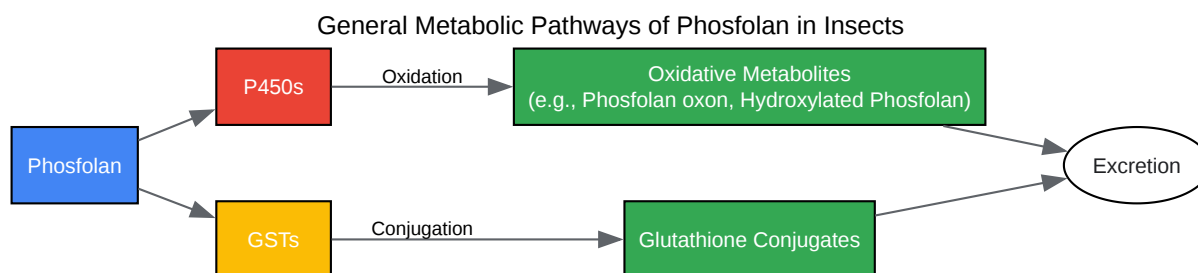 General Metabolic Pathways of Phosfolan in Insects
P450s
Oxidation
Oxidative Metabolites
(e.g., Phosfolan oxon, Hydroxylated Phosfolan)
Phosfolan
Excretion
GSTs
Conjugation
Glutathione Conjugates